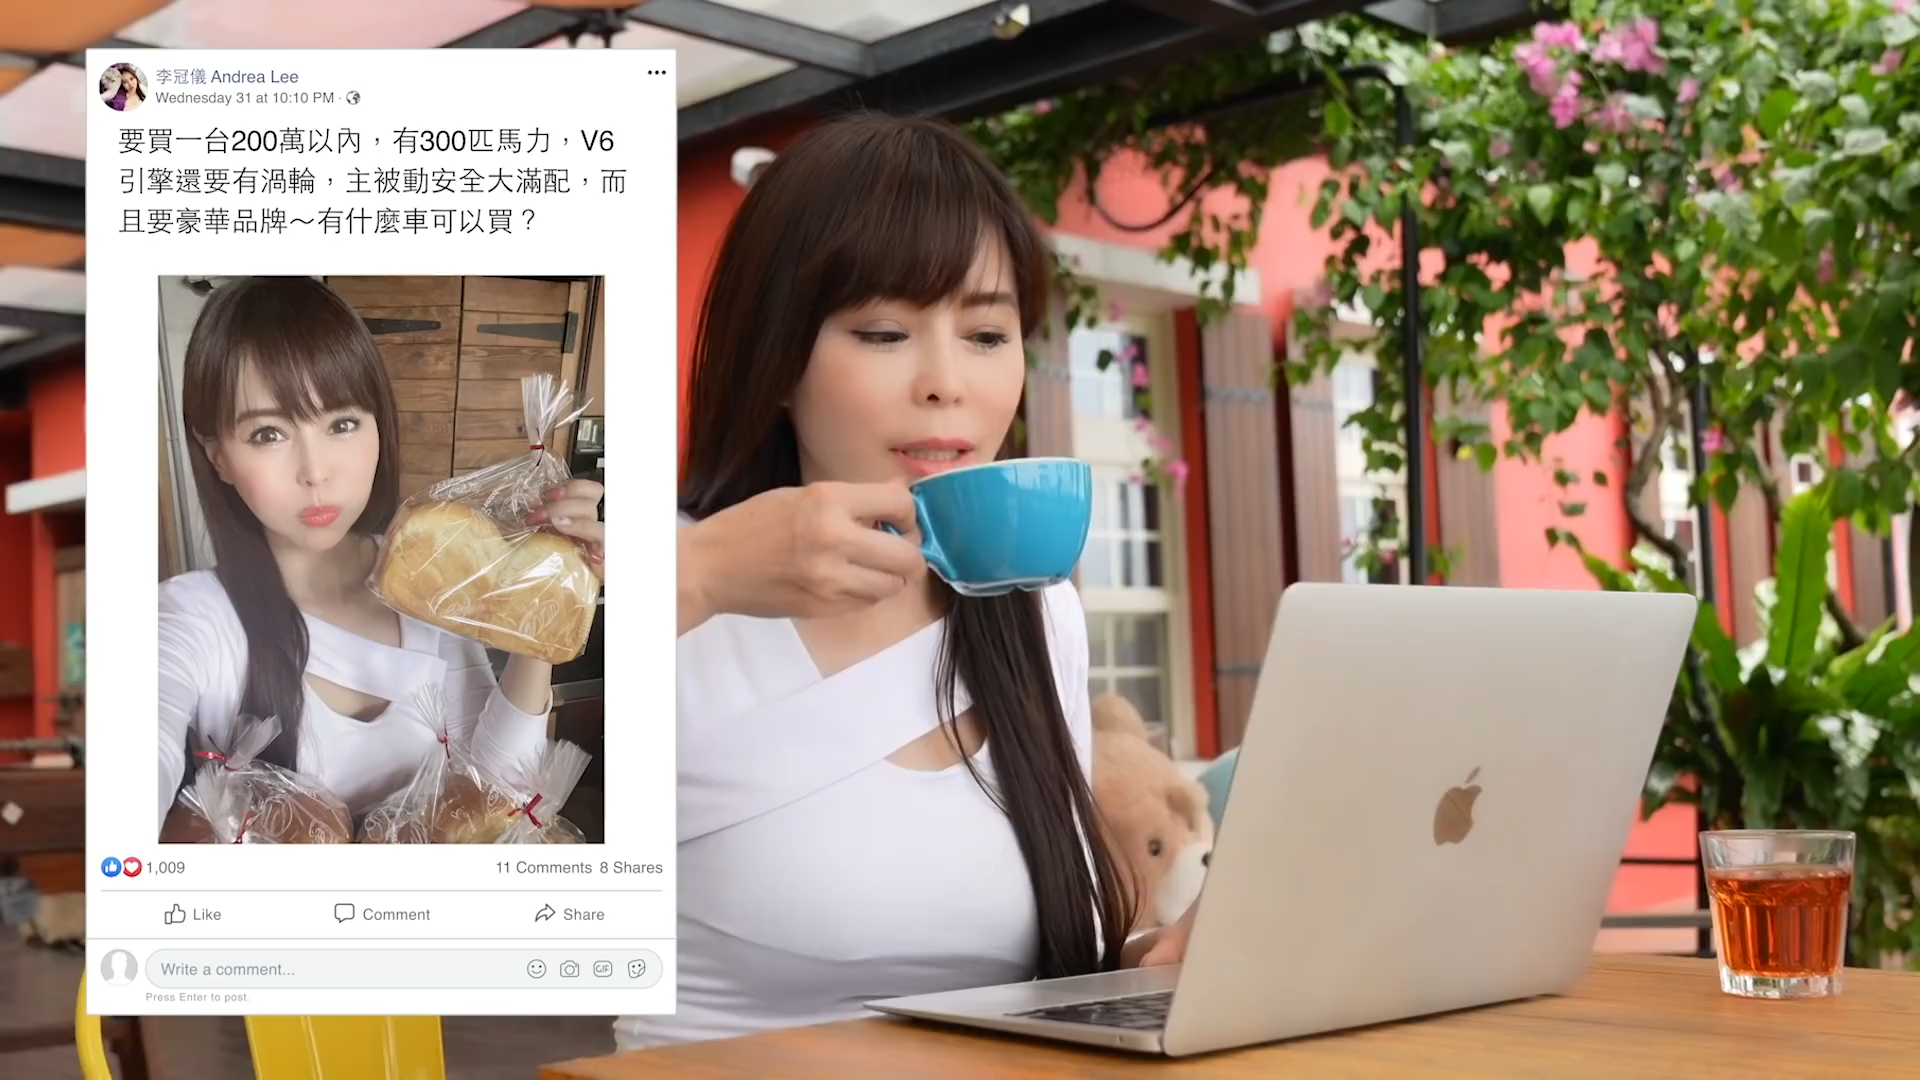 李冠儀 Andrea Lee
Wednesday 31 at 10:10 PM ·
要買一台200萬以內，有300匹馬力，V6
引擎還要有渦輪，主被動安全大滿配，而
且要豪華品牌～有什麼車可以買？
1,009
11 Comments 8 Shares
Like
Comment
Share
Write a comment...
GIF
Press Enter to post.